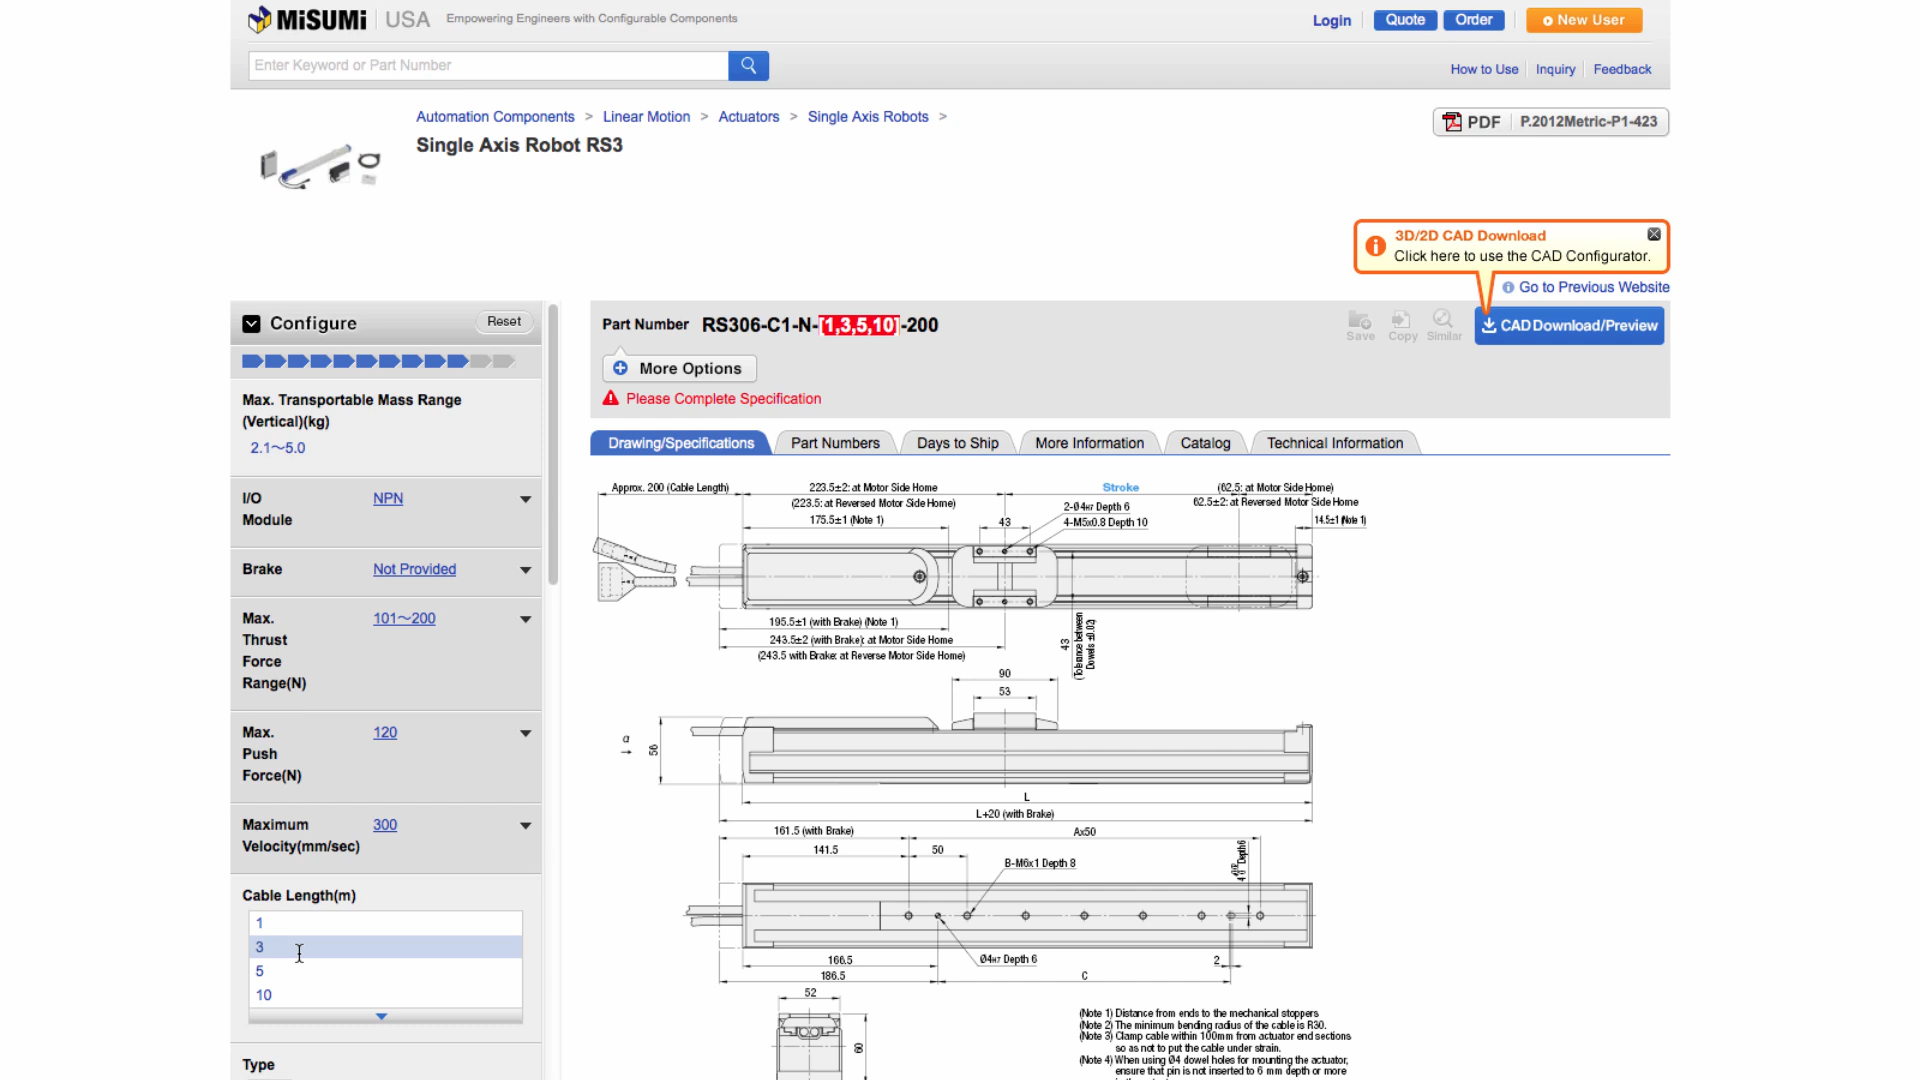 MiSUMi USA Empowering Engineers with Configurable Components
Login Quote Order New User
Enter Keyword or Part Number
How to Use Inquiry Feedback
Automation Components > Linear Motion > Actuators > Single Axis Robots >
Single Axis Robot RS3
PDF P.2012Metric-P1-423
3D/2D CAD Download
Click here to use the CAD Configurator.
Go to Previous Website
Configure Reset
Part Number RS306-C1-N-[1,3,5,10]-200
Save Copy Similar
CAD Download/Preview
More Options
Please Complete Specification
Max. Transportable Mass Range
(Vertical)(kg)
2.1～5.0
I/O
Module
NPN
Brake
Not Provided
Max.
Thrust
Force
Range(N)
101～200
Max.
Push
Force(N)
120
Maximum
Velocity(mm/sec)
300
Cable Length(m)
1
3
5
10
Type
Drawing/Specifications Part Numbers Days to Ship More Information Catalog Technical Information
Approx. 200 (Cable Length)
223.5±2: at Motor Side Home
(223.5: at Reversed Motor Side Home)
175.5±1 (Note 1)
Stroke
(62.5: at Motor Side Home)
62.5±2: at Reversed Motor Side Home
14.5±1 (Note 1)
2-Ø4H7 Depth 6
43
4-M5x0.8 Depth 10
195.5±1 (with Brake) (Note 1)
243.5±2 (with Brake): at Motor Side Home
(243.5 with Brake: at Reverse Motor Side Home)
43
(Tolerance between
Dowels ±0.02)
90
53
α
56
L
L+20 (with Brake)
161.5 (with Brake)
Ax50
141.5
50
B-M6x1 Depth 8
166.5
Ø4H7 Depth 6
2
186.5
C
52
60
(Note 1) Distance from ends to the mechanical stoppers
(Note 2) The minimum bending radius of the cable is R30.
(Note 3) Clamp cable within 100mm from actuator end sections
so as not to put the cable under strain.
(Note 4) When using Ø4 dowel holes for mounting the actuator,
ensure that pin is not inserted to 6 mm depth or more